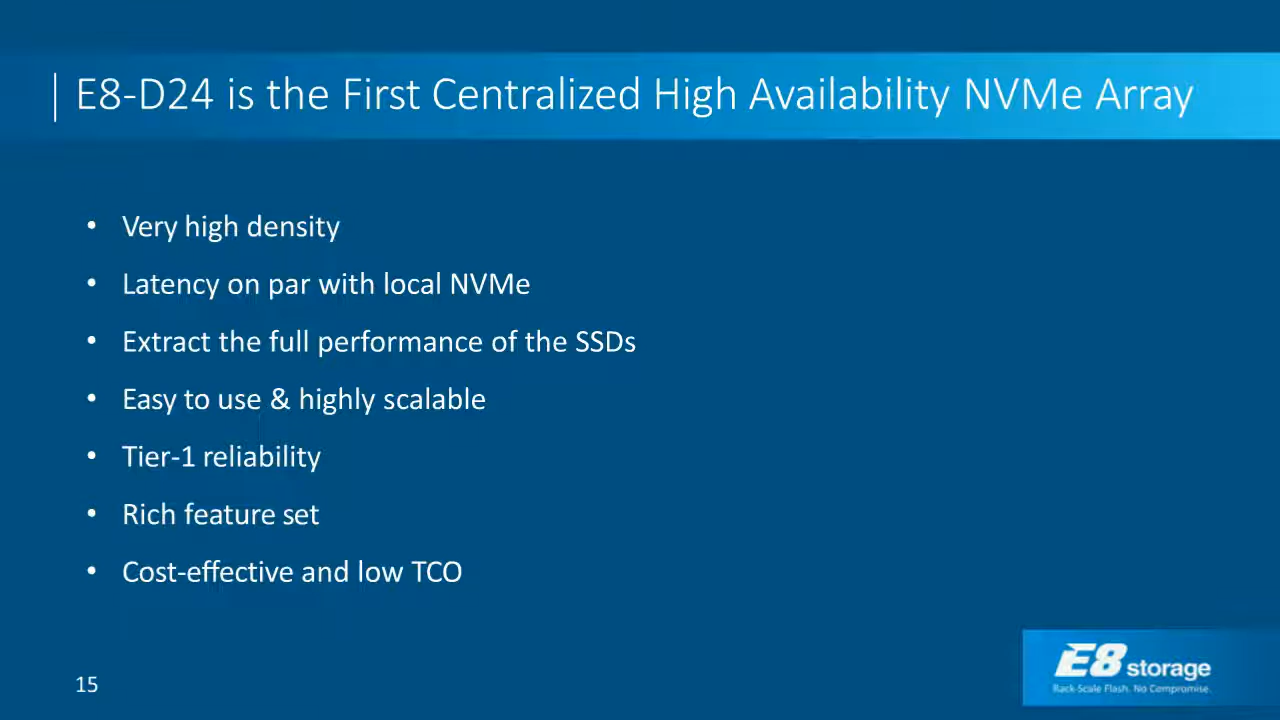 E8-D24 is the First Centralized High Availability NVMe Array
• Very high density
• Latency on par with local NVMe
• Extract the full performance of the SSDs
• Easy to use & highly scalable
• Tier-1 reliability
• Rich feature set
• Cost-effective and low TCO
E8 storage
Rack-Scale Flash. No Compromise.
15